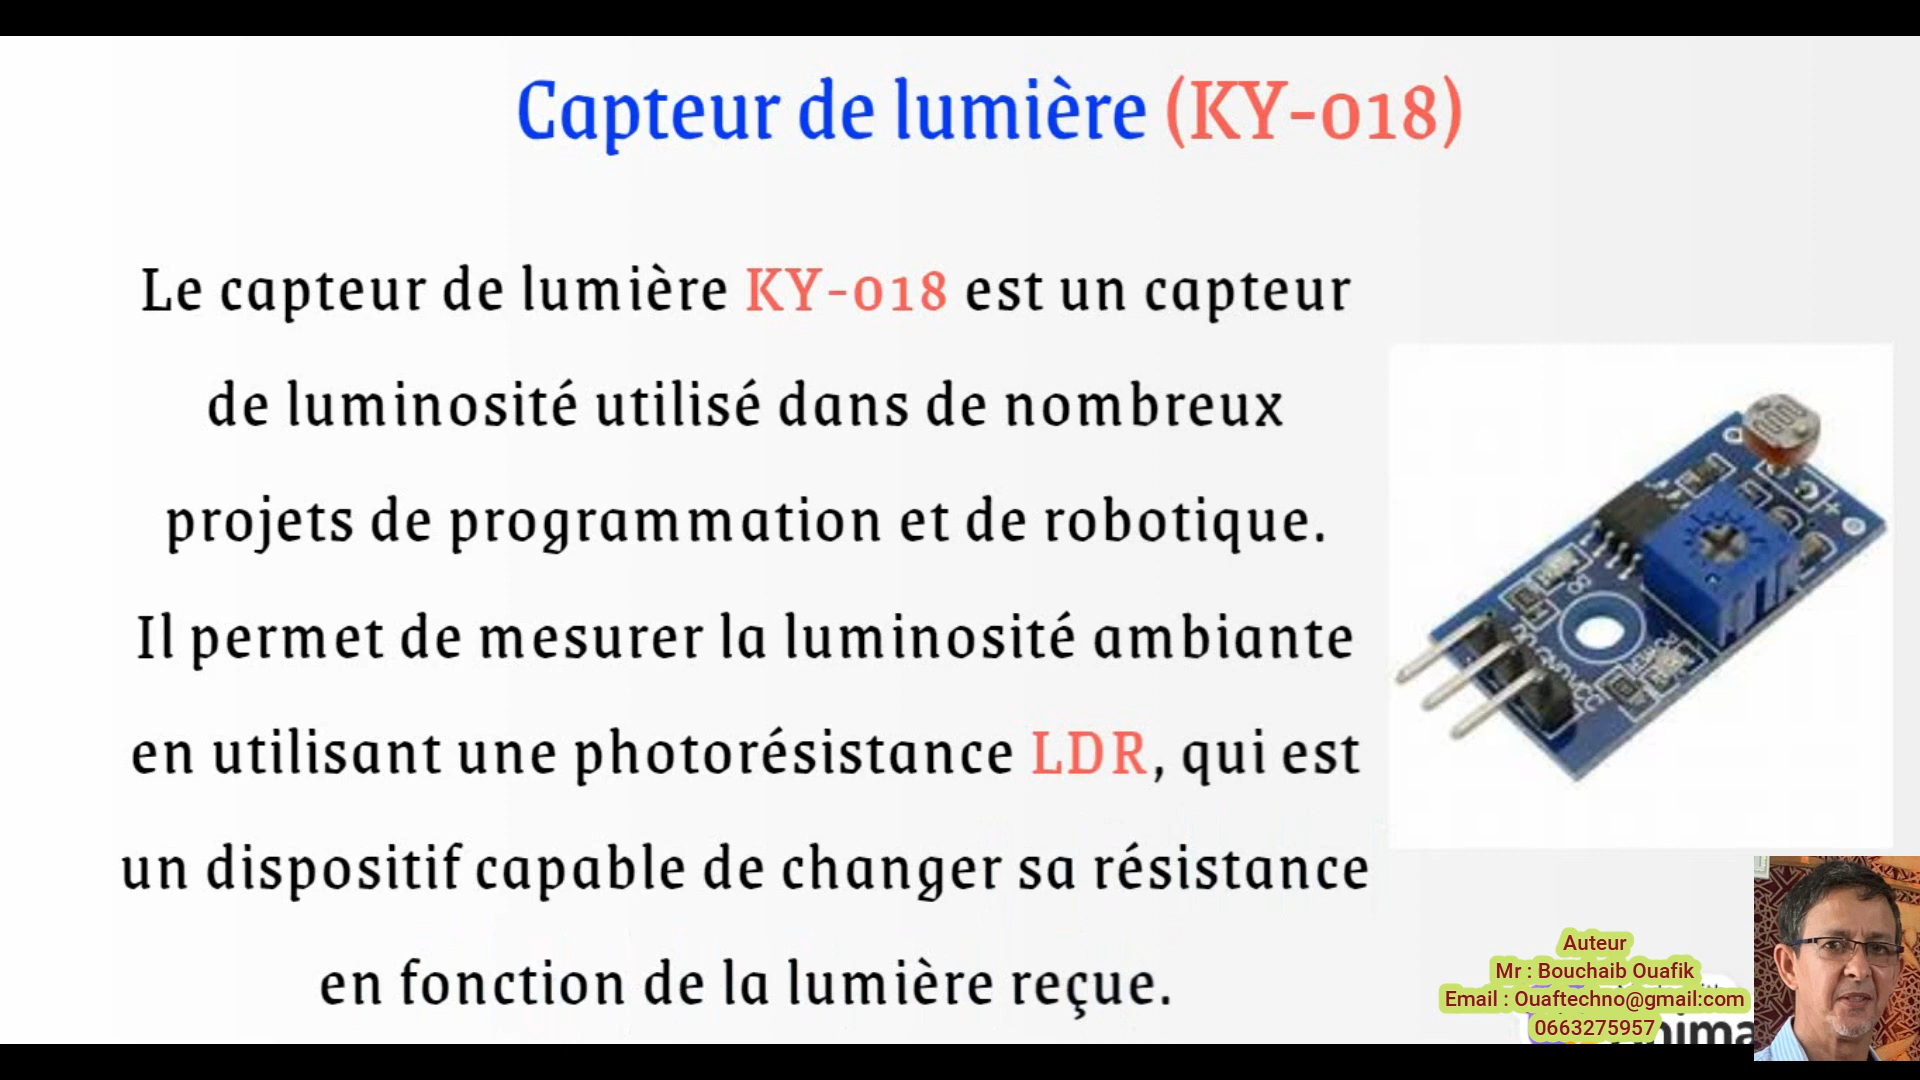 Capteur de lumière (KY-018)
Le capteur de lumière KY-018 est un capteur
de luminosité utilisé dans de nombreux
projets de programmation et de robotique.
Il permet de mesurer la luminosité ambiante
en utilisant une photorésistance LDR, qui est
un dispositif capable de changer sa résistance
en fonction de la lumière reçue.
Auteur
Mr : Bouchaib Ouafik
Email : Ouaftechno@gmail:com
0663275957